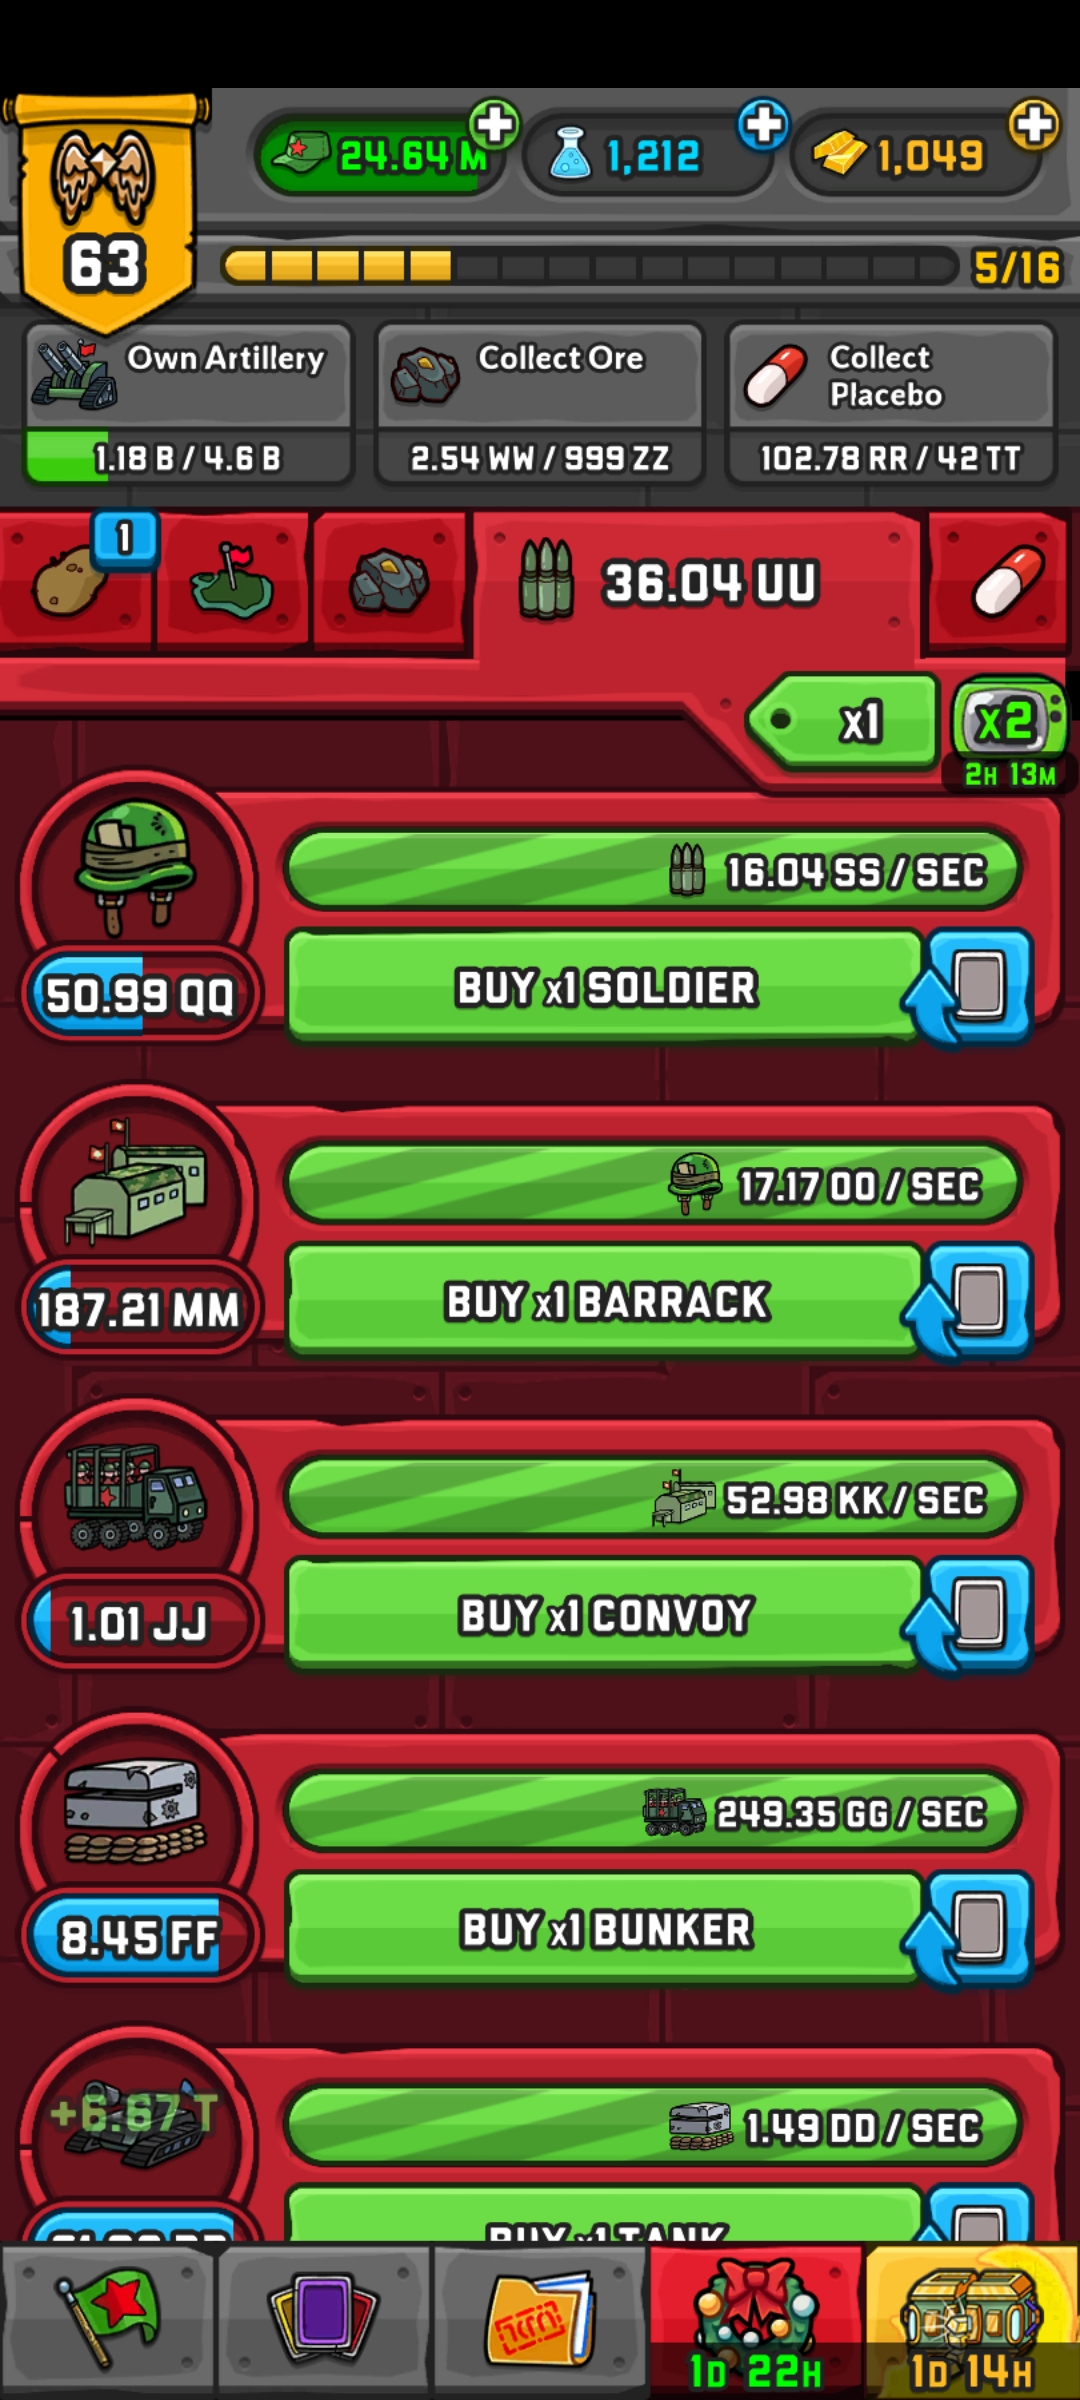 24.64 M
1,212
1,049
63
5/16
Own Artillery
Collect Ore
Collect
Placebo
1.18 B / 4.6 B
2.54 WW / 999 ZZ
102.78 RR / 42 TT
1
36.04 UU
x1
x2
2H 13M
16.04 SS / SEC
50.99 QQ
BUY x1 SOLDIER
17.17 OO / SEC
187.21 MM
BUY x1 BARRACK
52.98 KK / SEC
1.01 JJ
BUY x1 CONVOY
249.35 GG / SEC
8.45 FF
BUY x1 BUNKER
+6.67 T
1.49 DD / SEC
BUY x1 TANK
1D 22H
1D 14H